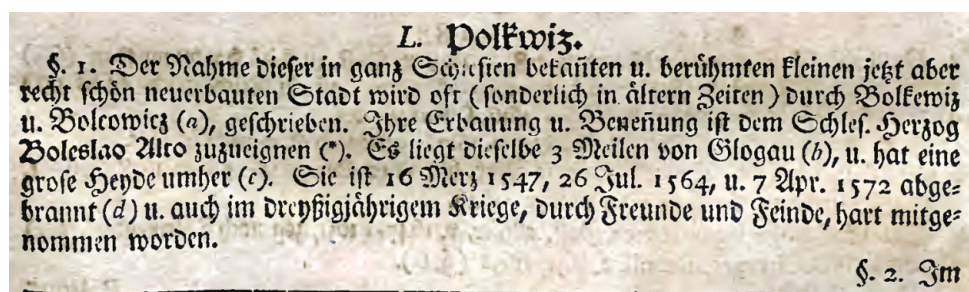 L. Polkwiz.
§. 1. Der Nahme dieser in ganz Schlesien bekañten u. berühmten kleinen jetzt aber
recht schön neuerbauten Stadt wird oft (sonderlich in ältern Zeiten) durch Bolkewiz
u. Bolcowicz (a), geschrieben. Ihre Erbauung u. Beneñung ist dem Schles. Herzog
Boleslao Alto zuzueignen (*). Es liegt dieselbe 3 Meilen von Glogau (b), u. hat eine
grose Heyde umher (c). Sie ist 16 Merz 1547, 26 Jul. 1564, u. 7 Apr. 1572 abge=
brannt (d) u. auch im dreyßigjährigem Kriege, durch Freunde und Feinde, hart mitge=
nommen worden.
§. 2. Im